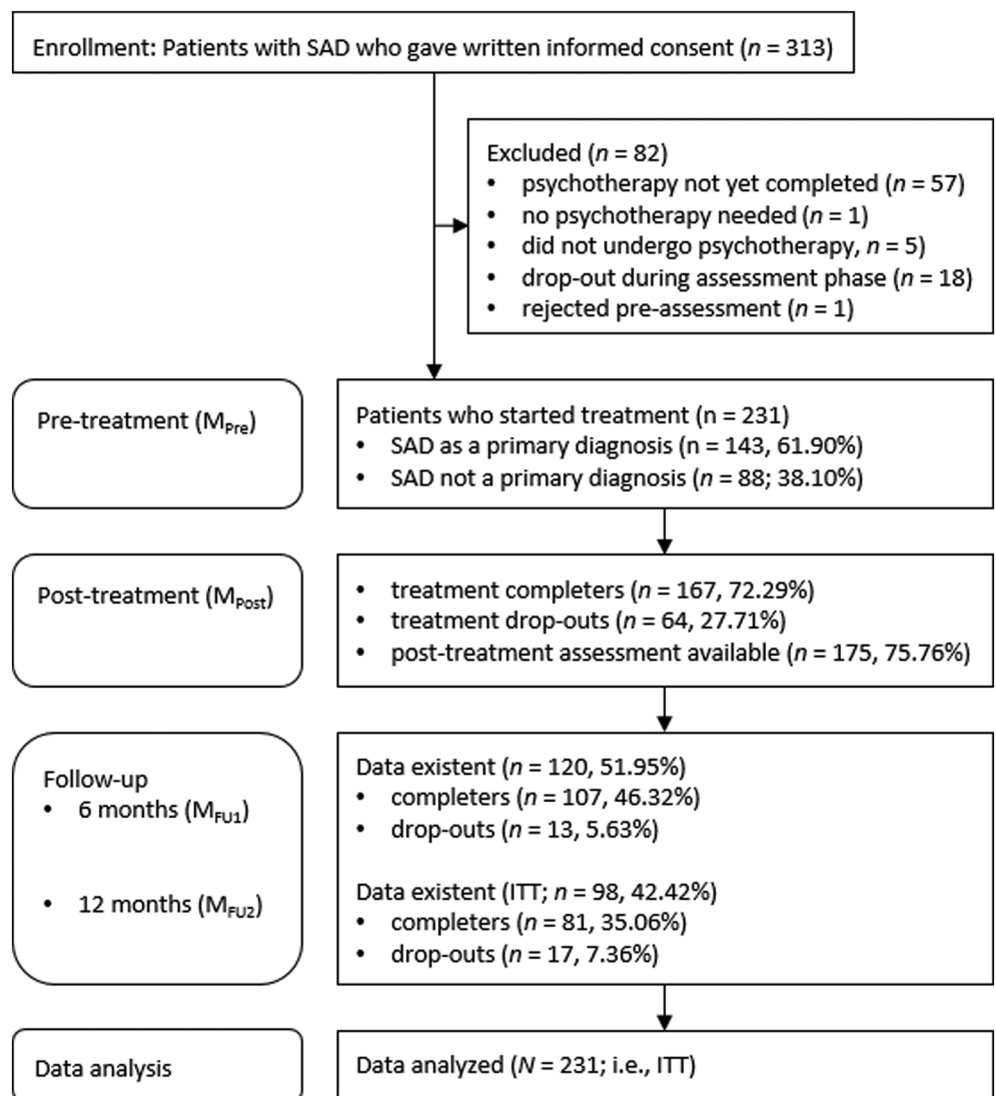 Enrollment: Patients with SAD who gave written informed consent (n = 313)
Excluded (n = 82)
• psychotherapy not yet completed (n = 57)
• no psychotherapy needed (n = 1)
• did not undergo psychotherapy, n = 5)
• drop-out during assessment phase (n = 18)
• rejected pre-assessment (n = 1)
Pre-treatment (MPre)
Patients who started treatment (n = 231)
• SAD as a primary diagnosis (n = 143, 61.90%)
• SAD not a primary diagnosis (n = 88; 38.10%)
Post-treatment (MPost)
• treatment completers (n = 167, 72.29%)
• treatment drop-outs (n = 64, 27.71%)
• post-treatment assessment available (n = 175, 75.76%)
Follow-up
• 6 months (MFU1)
• 12 months (MFU2)
Data existent (n = 120, 51.95%)
• completers (n = 107, 46.32%)
• drop-outs (n = 13, 5.63%)
Data existent (ITT; n = 98, 42.42%)
• completers (n = 81, 35.06%)
• drop-outs (n = 17, 7.36%)
Data analysis
Data analyzed (N = 231; i.e., ITT)